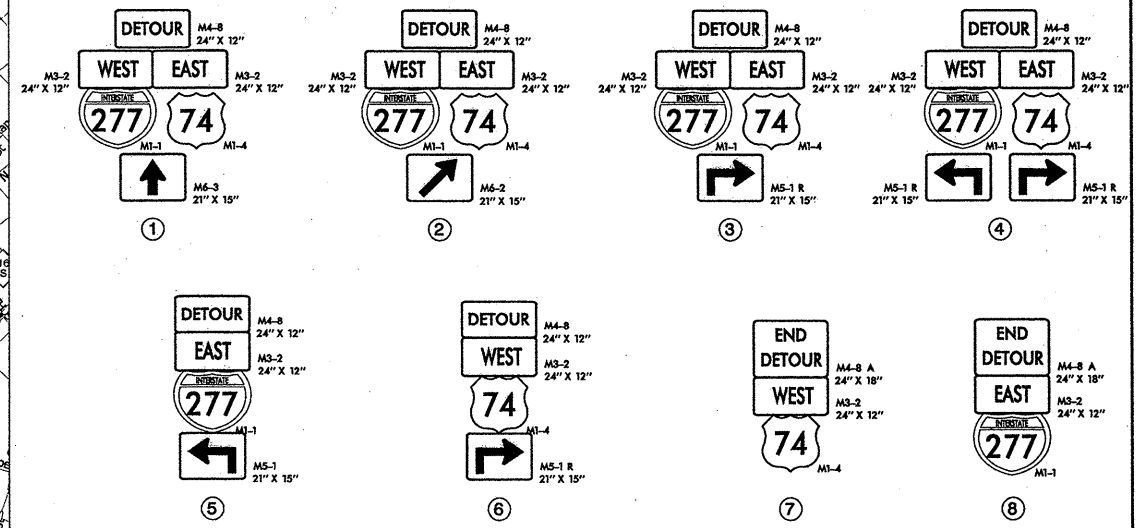 DETOUR
M4-8
24" X 12"
WEST
EAST
M3-2
24" X 12"
M3-2
24" X 12"
INTERSTATE
277
74
M1-1
M1-4
M6-3
21" X 15"
1
DETOUR
M4-8
24" X 12"
WEST
EAST
M3-2
24" X 12"
M3-2
24" X 12"
INTERSTATE
277
74
M1-1
M1-4
M6-2
21" X 15"
2
DETOUR
M4-8
24" X 12"
WEST
EAST
M3-2
24" X 12"
M3-2
24" X 12"
INTERSTATE
277
74
M1-1
M1-4
M5-1 R
21" X 15"
3
DETOUR
M4-8
24" X 12"
WEST
EAST
M3-2
24" X 12"
M3-2
24" X 12"
INTERSTATE
277
74
M1-1
M1-4
M5-1 R
21" X 15"
M5-1 R
21" X 15"
4
DETOUR
M4-8
24" X 12"
EAST
M3-2
24" X 12"
INTERSTATE
277
M1-1
M5-1
21" X 15"
5
DETOUR
M4-8
24" X 12"
WEST
M3-2
24" X 12"
74
M1-4
M5-1 R
21" X 15"
6
END
DETOUR
M4-8 A
24" X 18"
WEST
M3-2
24" X 12"
74
M1-4
7
END
DETOUR
M4-8 A
24" X 18"
EAST
M3-2
24" X 12"
INTERSTATE
277
M1-1
8